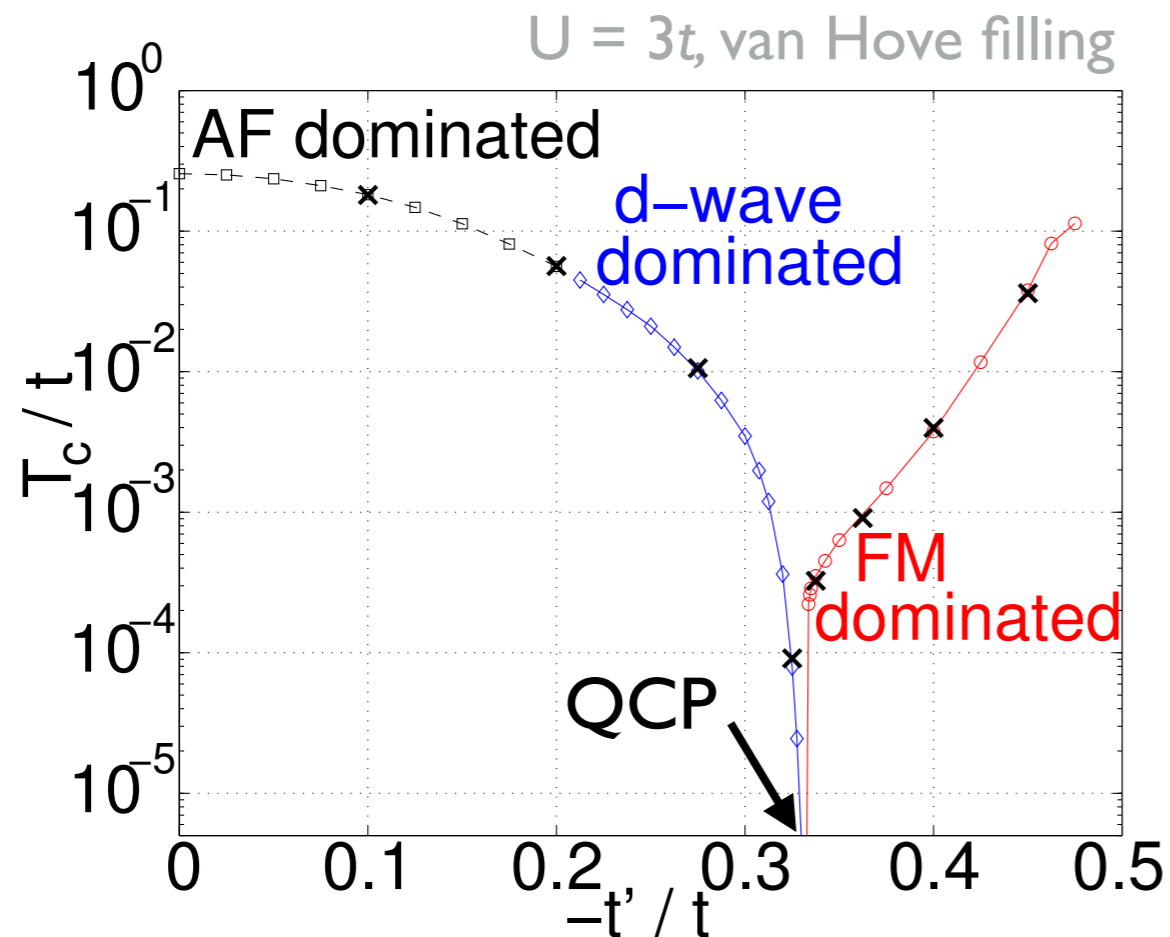 U = 3t, van Hove filling
10^0
AF dominated
10^-1
d-wave
dominated
10^-2
T_c / t
10^-3
FM
dominated
10^-4
QCP
10^-5
0 0.1 0.2 0.3 0.4 0.5
-t' / t